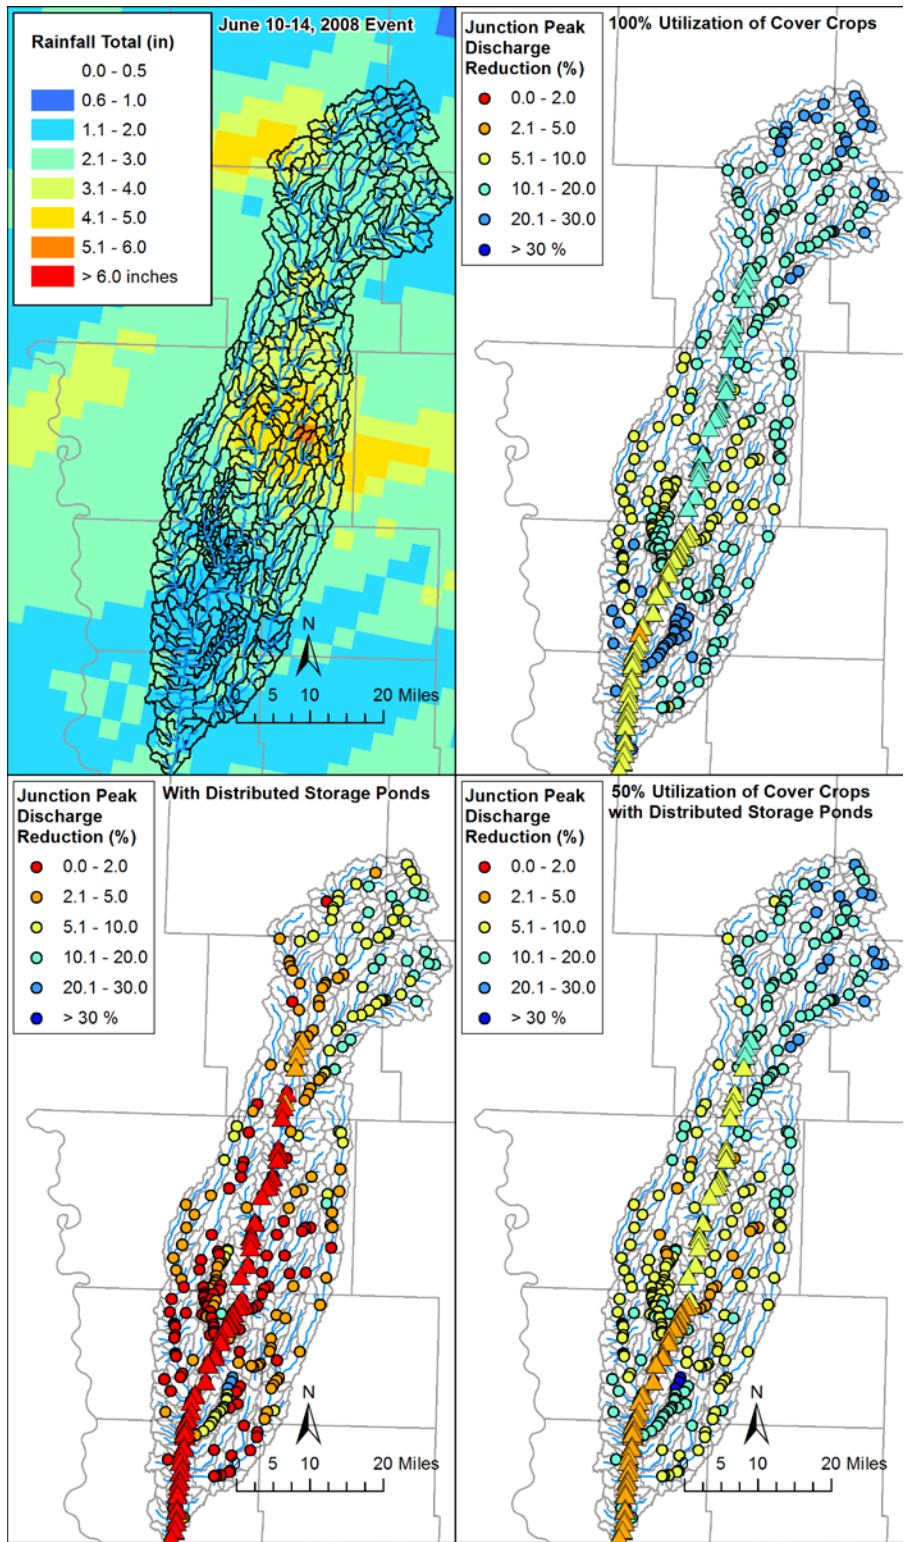 June 10-14, 2008 Event
Rainfall Total (in)
0.0 - 0.5
0.6 - 1.0
1.1 - 2.0
2.1 - 3.0
3.1 - 4.0
4.1 - 5.0
5.1 - 6.0
> 6.0 inches
N
0 5 10 20 Miles
100% Utilization of Cover Crops
Junction Peak
Discharge
Reduction (%)
0.0 - 2.0
2.1 - 5.0
5.1 - 10.0
10.1 - 20.0
20.1 - 30.0
> 30 %
With Distributed Storage Ponds
Junction Peak
Discharge
Reduction (%)
0.0 - 2.0
2.1 - 5.0
5.1 - 10.0
10.1 - 20.0
20.1 - 30.0
> 30 %
N
5 10 20 Miles
50% Utilization of Cover Crops
with Distributed Storage Ponds
Junction Peak
Discharge
Reduction (%)
0.0 - 2.0
2.1 - 5.0
5.1 - 10.0
10.1 - 20.0
20.1 - 30.0
> 30 %
N
5 10 20 Miles